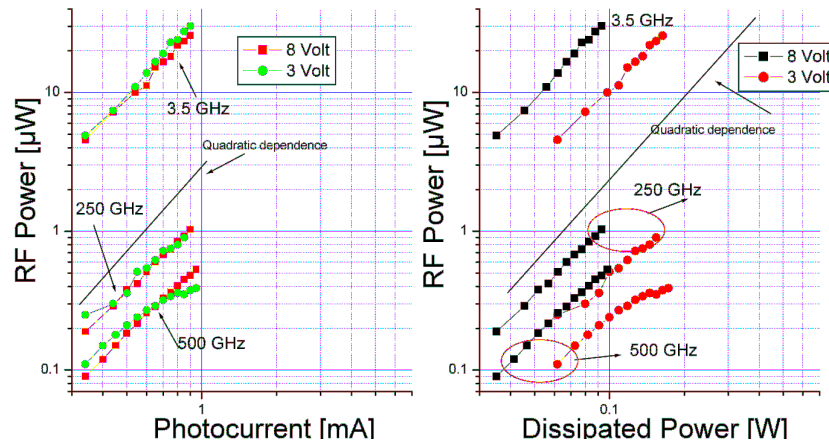 RF Power [µW]
10
1
0.1
8 Volt
3 Volt
3.5 GHz
Quadratic
dependence
250 GHz
500 GHz
1
Photocurrent [mA]
RF Power [µW]
10
1
0.1
3.5 GHz
8 Volt
3 Volt
Quadratic
dependence
250 GHz
500 GHz
0.1
Dissipated Power [W]